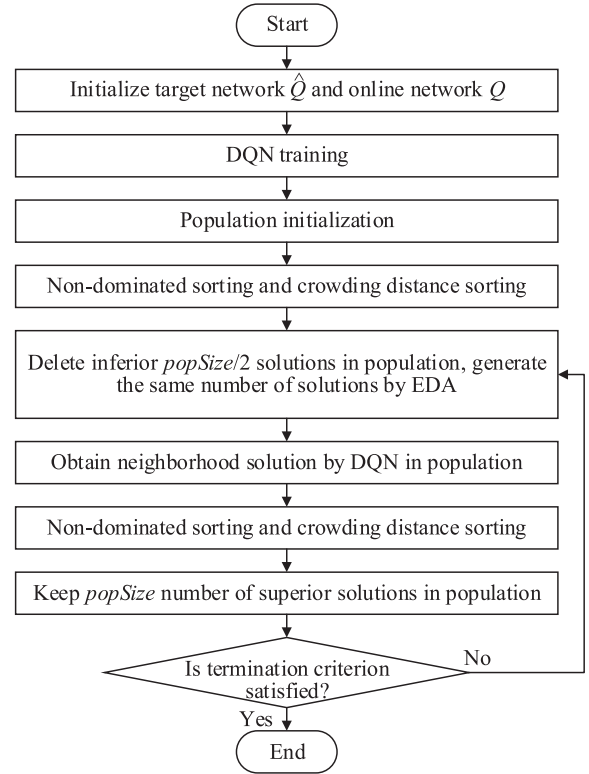 Start
Initialize target network Q̂ and online network Q
DQN training
Population initialization
Non-dominated sorting and crowding distance sorting
Delete inferior popSize/2 solutions in population, generate
the same number of solutions by EDA
Obtain neighborhood solution by DQN in population
Non-dominated sorting and crowding distance sorting
Keep popSize number of superior solutions in population
Is termination criterion
satisfied?
No
Yes
End